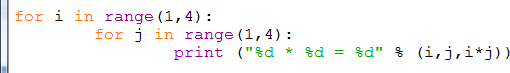 for i in range(1,4):
        for j in range(1,4):
                print ("%d * %d = %d" % (i,j,i*j))